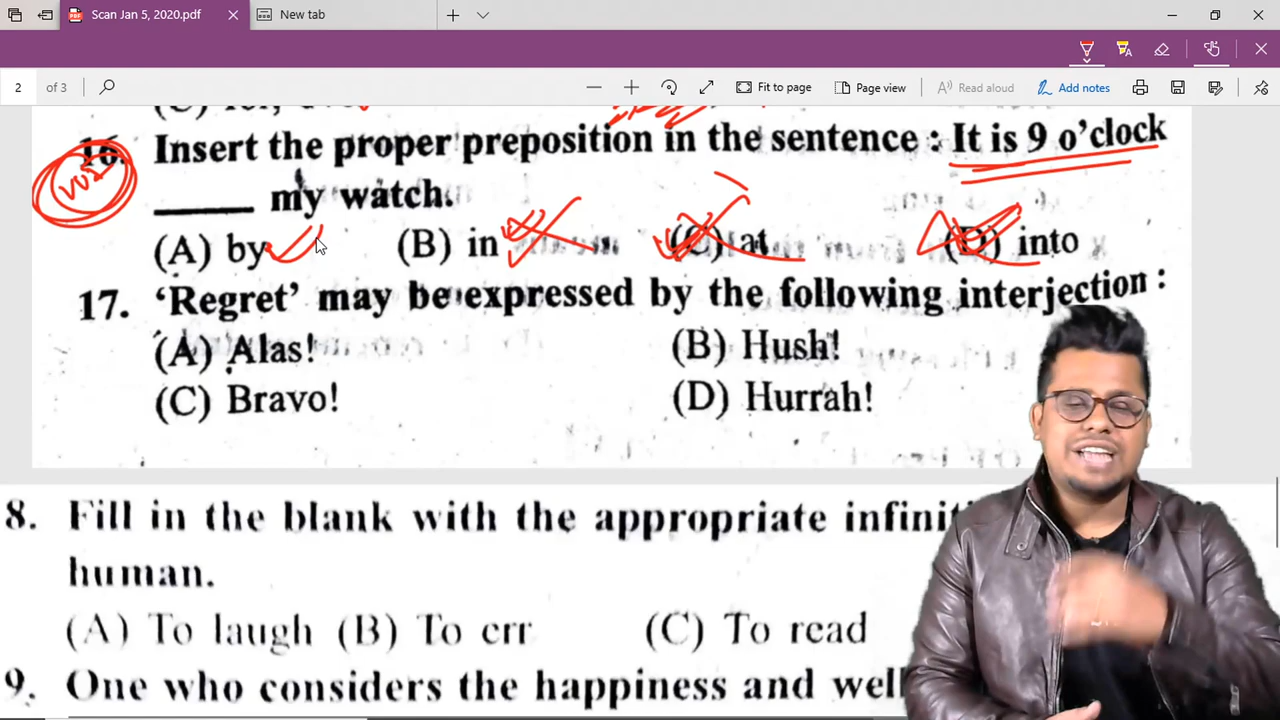 Scan Jan 5, 2020.pdf
New tab
2 of 3
Fit to page
Page view
Read aloud
Add notes
16. Insert the proper preposition in the sentence : It is 9 o'clock
_____ my watch.
(A) by (B) in (C) at (D) into
17. 'Regret' may be expressed by the following interjection :
(A) Alas! (B) Hush!
(C) Bravo! (D) Hurrah!
8. Fill in the blank with the appropriate
human.
(A) To laugh (B) To err (C) To read
9. One who considers the happiness and